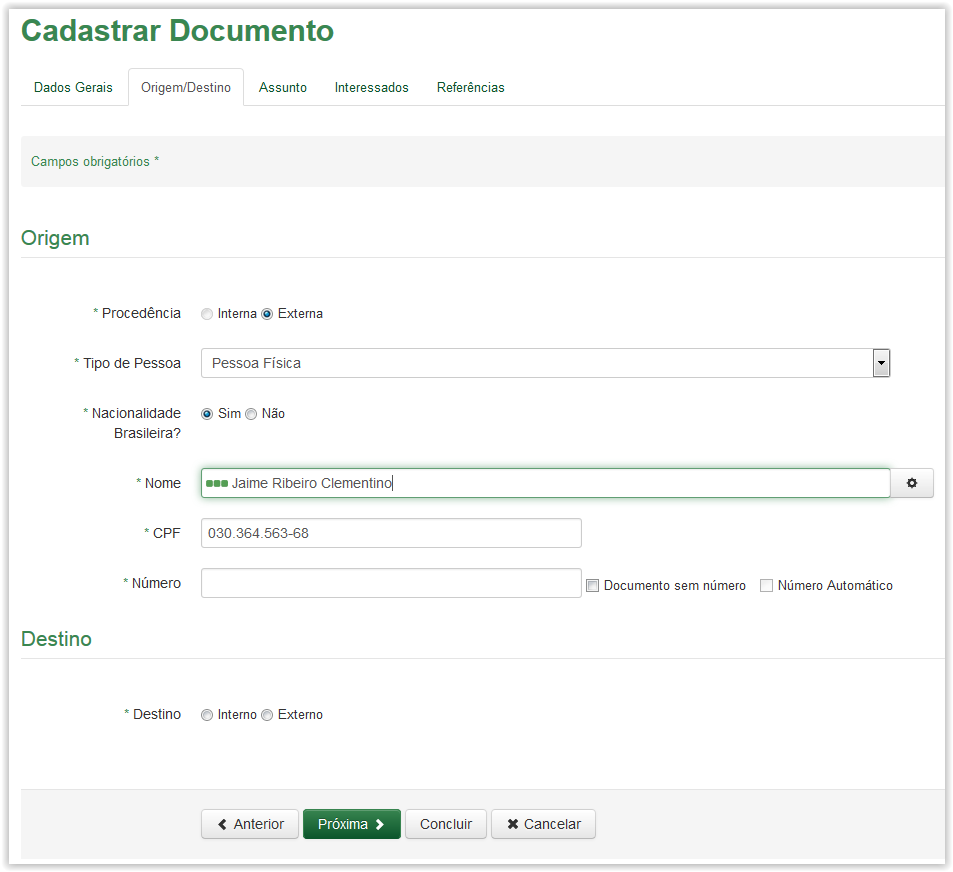 Cadastrar Documento
Dados Gerais Origem/Destino Assunto Interessados Referências
Campos obrigatórios *
Origem
* Procedência Interna Externa
* Tipo de Pessoa Pessoa Física
* Nacionalidade Brasileira? Sim Não
* Nome Jaime Ribeiro Clementino
* CPF 030.364.563-68
* Número Documento sem número Número Automático
Destino
* Destino Interno Externo
Anterior Próxima Concluir Cancelar